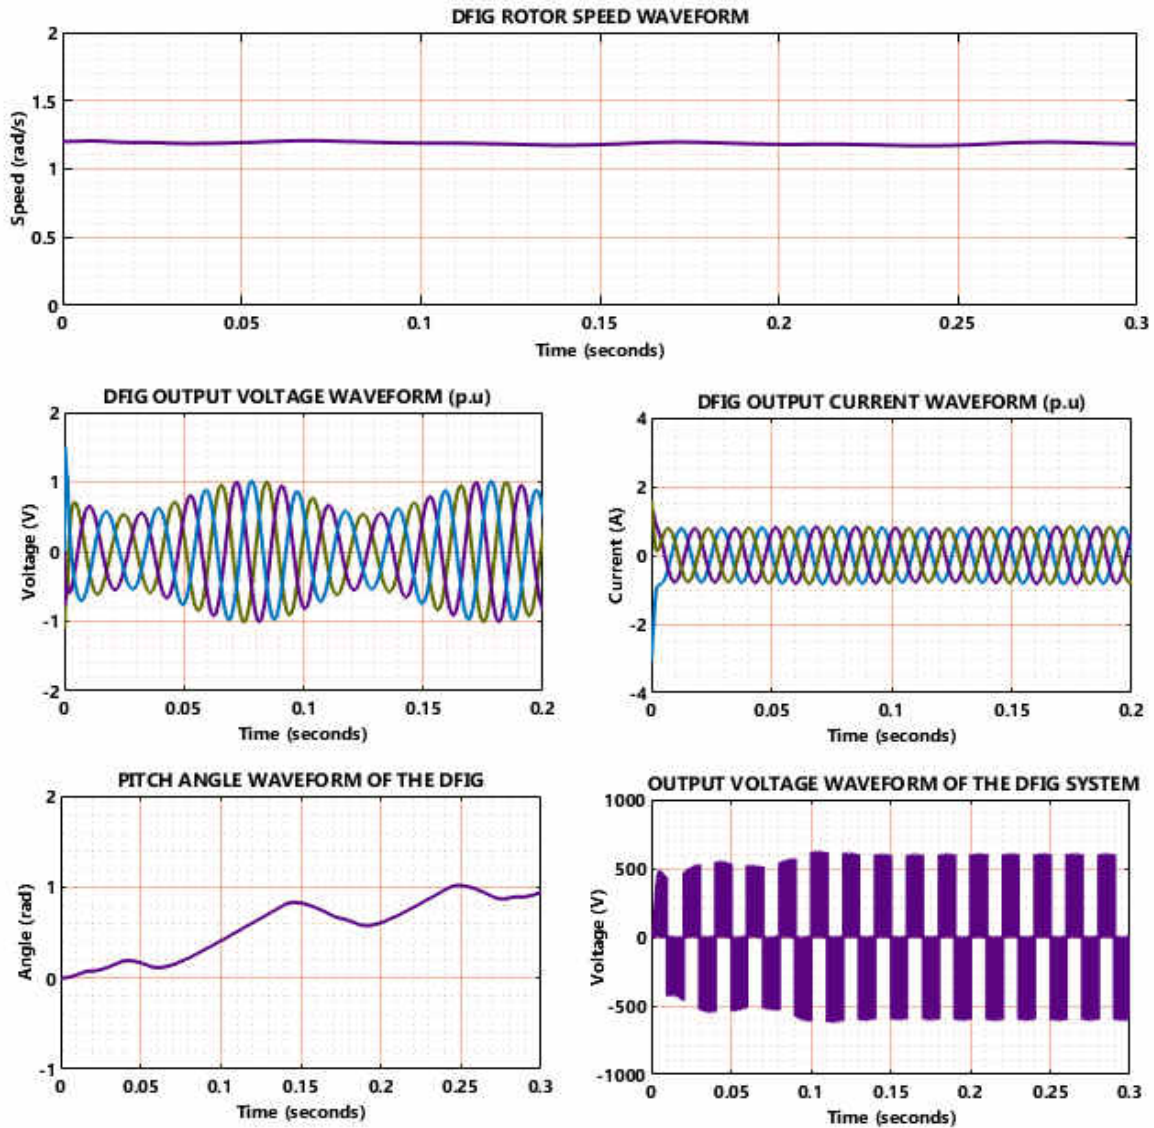 DFIG ROTOR SPEED WAVEFORM
2
1.5
1
0.5
0
Speed (rad/s)
0 0.05 0.1 0.15 0.2 0.25 0.3
Time (seconds)
DFIG OUTPUT VOLTAGE WAVEFORM (p.u)
2
1
0
-1
-2
Voltage (V)
0 0.05 0.1 0.15 0.2
Time (seconds)
DFIG OUTPUT CURRENT WAVEFORM (p.u)
4
2
0
-2
-4
Current (A)
0 0.05 0.1 0.15 0.2
Time (seconds)
PITCH ANGLE WAVEFORM OF THE DFIG
2
1
0
-1
Angle (rad)
0 0.05 0.1 0.15 0.2 0.25 0.3
Time (seconds)
OUTPUT VOLTAGE WAVEFORM OF THE DFIG SYSTEM
1000
500
0
-500
-1000
Voltage (V)
0 0.05 0.1 0.15 0.2 0.25 0.3
Time (seconds)